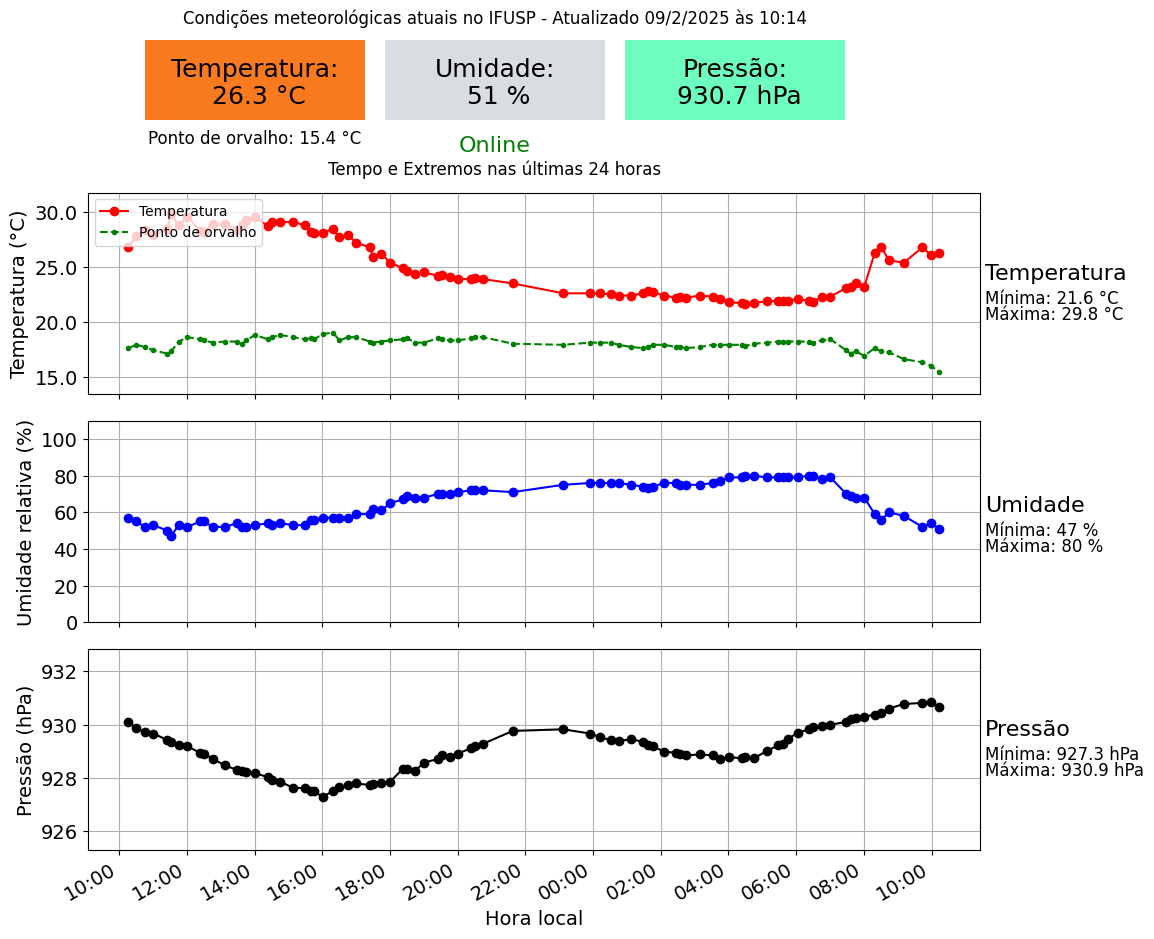 Condições meteorológicas atuais no IFUSP - Atualizado 09/2/2025 às 10:14
Temperatura:
26.3 °C
Umidade:
51 %
Pressão:
930.7 hPa
Ponto de orvalho: 15.4 °C
Online
Tempo e Extremos nas últimas 24 horas
Temperatura (°C)
30.0
25.0
20.0
15.0
Temperatura
Ponto de orvalho
Temperatura
Mínima: 21.6 °C
Máxima: 29.8 °C
Umidade relativa (%)
100
80
60
40
20
0
Umidade
Mínima: 47 %
Máxima: 80 %
Pressão (hPa)
932
930
928
926
Pressão
Mínima: 927.3 hPa
Máxima: 930.9 hPa
10:00
12:00
14:00
16:00
18:00
20:00
22:00
00:00
02:00
04:00
06:00
08:00
10:00
Hora local